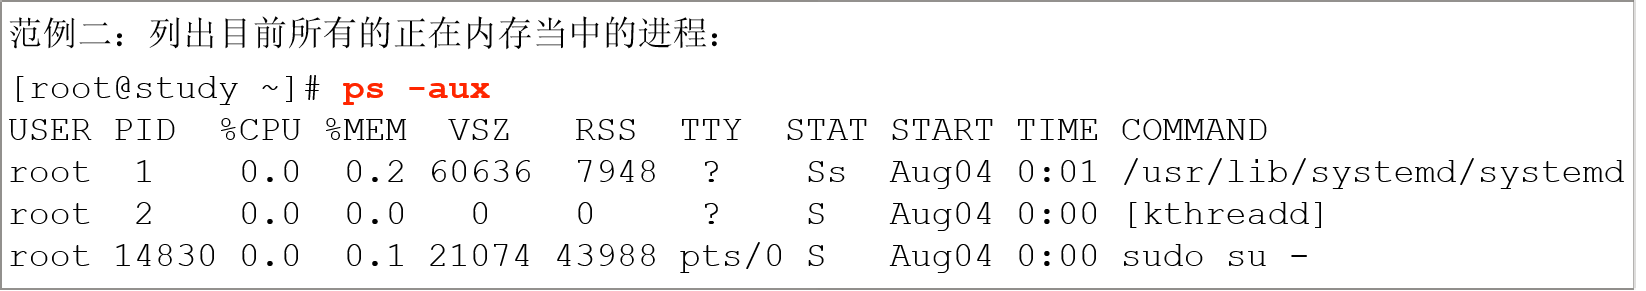 范例二：列出目前所有的正在内存当中的进程：
[root@study ~]# ps -aux
USER PID %CPU %MEM VSZ RSS TTY STAT START TIME COMMAND
root 1 0.0 0.2 60636 7948 ? Ss Aug04 0:01 /usr/lib/systemd/systemd
root 2 0.0 0.0 0 0 ? S Aug04 0:00 [kthreadd]
root 14830 0.0 0.1 21074 43988 pts/0 S Aug04 0:00 sudo su -